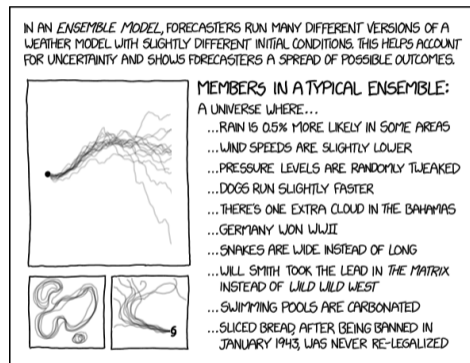 IN AN ENSEMBLE MODEL, FORECASTERS RUN MANY DIFFERENT VERSIONS OF A
WEATHER MODEL WITH SLIGHTLY DIFFERENT INITIAL CONDITIONS. THIS HELPS ACCOUNT
FOR UNCERTAINTY AND SHOWS FORECASTERS A SPREAD OF POSSIBLE OUTCOMES.
MEMBERS IN A TYPICAL ENSEMBLE:
A UNIVERSE WHERE...
...RAIN IS 0.5% MORE LIKELY IN SOME AREAS
...WIND SPEEDS ARE SLIGHTLY LOWER
...PRESSURE LEVELS ARE RANDOMLY TWEAKED
...DOGS RUN SLIGHTLY FASTER
...THERE'S ONE EXTRA CLOUD IN THE BAHAMAS
...GERMANY WON WWII
...SNAKES ARE WIDE INSTEAD OF LONG
...WILL SMITH TOOK THE LEAD IN THE MATRIX
INSTEAD OF WILD WILD WEST
...SWIMMING POOLS ARE CARBONATED
...SLICED BREAD, AFTER BEING BANNED IN
JANUARY 1943, WAS NEVER RE-LEGALIZED